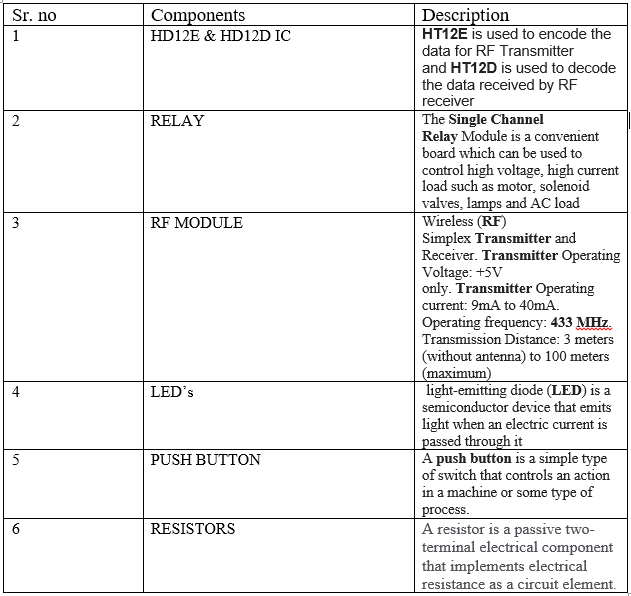 Sr. no Components Description
1 HD12E & HD12D IC HT12E is used to encode the
data for RF Transmitter
and HT12D is used to decode
the data received by RF
receiver
2 RELAY The Single Channel
Relay Module is a convenient
board which can be used to
control high voltage, high current
load such as motor, solenoid
valves, lamps and AC load
3 RF MODULE Wireless (RF)
Simplex Transmitter and
Receiver. Transmitter Operating
Voltage: +5V
only. Transmitter Operating
current: 9mA to 40mA.
Operating frequency: 433 MHz.
Transmission Distance: 3 meters
(without antenna) to 100 meters
(maximum)
4 LED’s light-emitting diode (LED) is a
semiconductor device that emits
light when an electric current is
passed through it
5 PUSH BUTTON A push button is a simple type
of switch that controls an action
in a machine or some type of
process.
6 RESISTORS A resistor is a passive two-
terminal electrical component
that implements electrical
resistance as a circuit element.